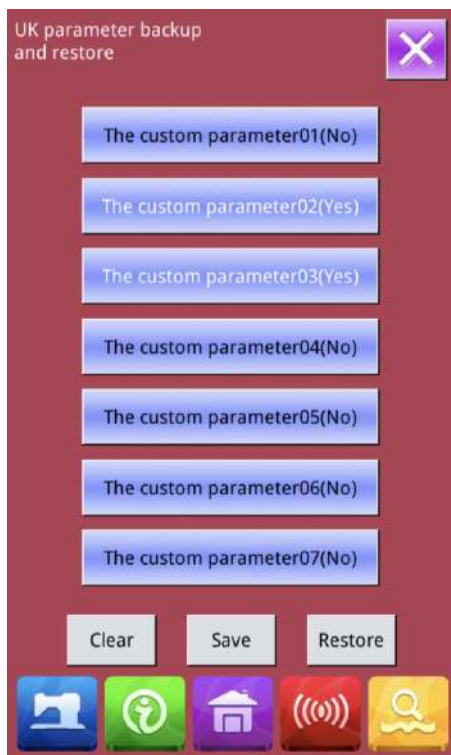 UK parameter backup
and restore
The custom parameter01(No)
The custom parameter02(Yes)
The custom parameter03(Yes)
The custom parameter04(No)
The custom parameter05(No)
The custom parameter06(No)
The custom parameter07(No)
Clear Save Restore